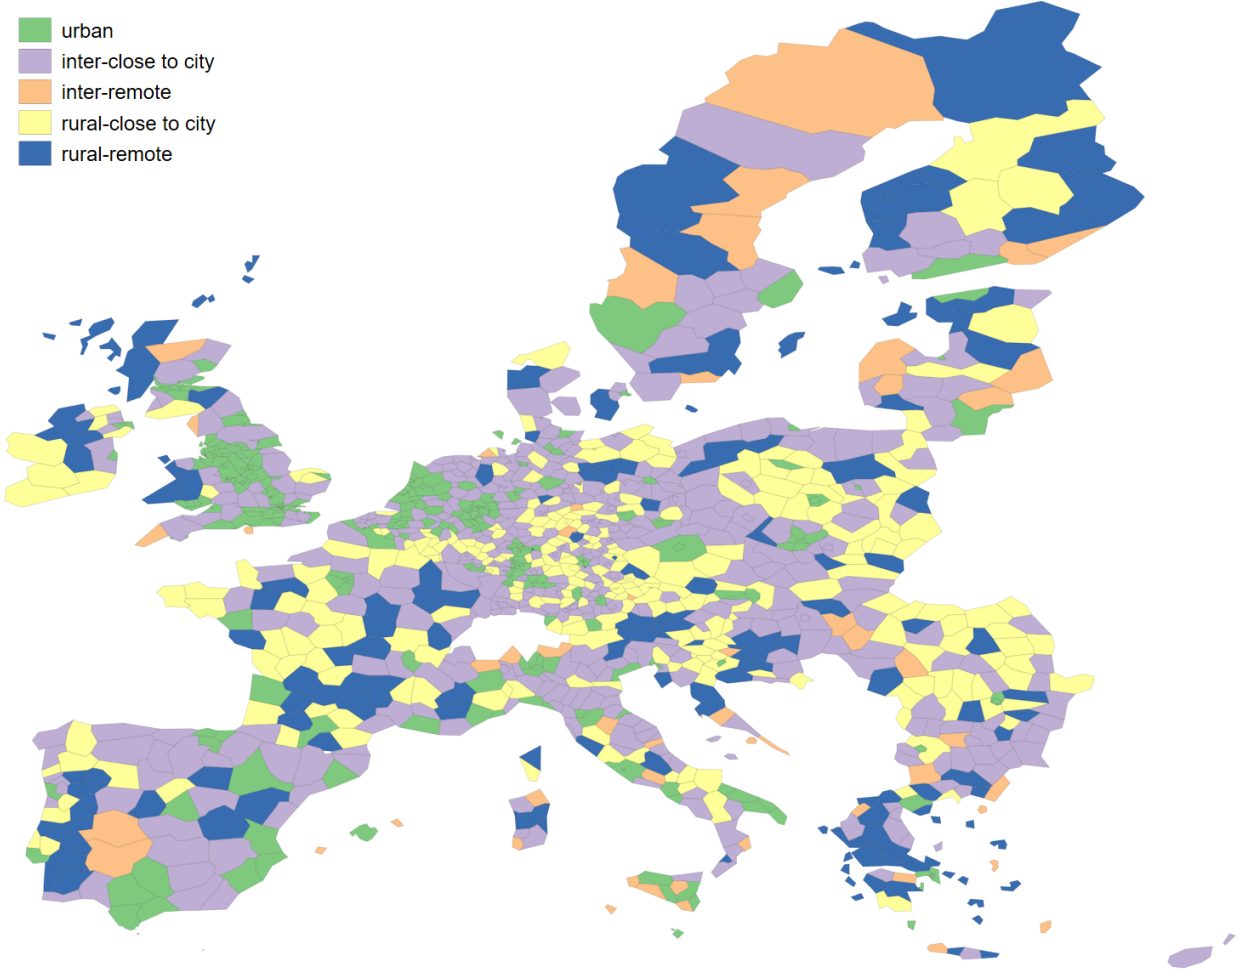 urban
inter-close to city
inter-remote
rural-close to city
rural-remote